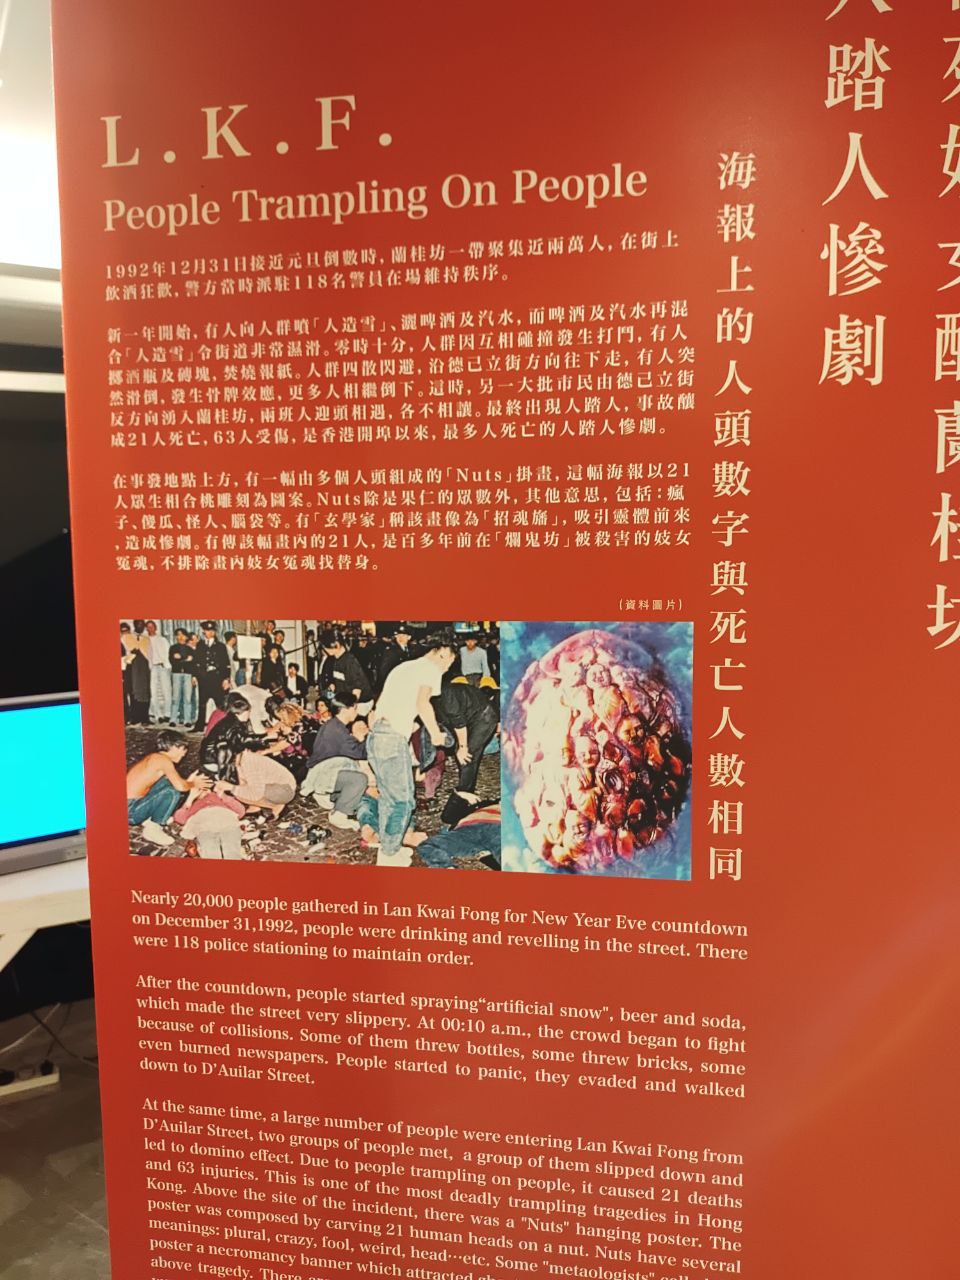 L.K.F.
People Trampling On People
1992年12月31日接近元旦倒數時，蘭桂坊一帶聚集近兩萬人，在街上
飲酒狂歡，警方當時派駐118名警員在場維持秩序。
新一年開始，有人向人群噴「人造雪」、灑啤酒及汽水，而啤酒及汽水再混
合「人造雪」令街道非常濕滑。零時十分，人群因互相碰撞發生打鬥，有人
擲酒瓶及磚塊，焚燒報紙。人群四散閃避，沿德己立街方向往下走，有人突
然滑倒，發生骨牌效應，更多人相繼倒下。這時，另一大批市民由德己立街
反方向湧入蘭桂坊，兩班人迎頭相遇，各不相讓。最終出現人踏人，事故釀
成21人死亡，63人受傷，是香港開埠以來，最多人死亡的人踏人慘劇。
在事發地點上方，有一幅由多個人頭組成的「Nuts」掛畫，這幅海報以21
人眾生相合桃雕刻為圖案。Nuts除是果仁的眾數外，其他意思，包括：瘋
子、傻瓜、怪人、腦袋等。有「玄學家」稱該畫像為「招魂旛」，吸引靈體前來
，造成慘劇。有傳該幅畫內的21人，是百多年前在「爛鬼坊」被殺害的妓女
冤魂，不排除畫內妓女冤魂找替身。
(資料圖片)
Nearly 20,000 people gathered in Lan Kwai Fong for New Year Eve countdown
on December 31,1992, people were drinking and revelling in the street. There
were 118 police stationing to maintain order.
After the countdown, people started spraying“artificial snow", beer and soda,
which made the street very slippery. At 00:10 a.m., the crowd began to fight
because of collisions. Some of them threw bottles, some threw bricks, some
even burned newspapers. People started to panic, they evaded and walked
down to D'Auilar Street.
At the same time, a large number of people were entering Lan Kwai Fong from
D'Auilar Street, two groups of people met, a group of them slipped down and
led to domino effect. Due to people trampling on people, it caused 21 deaths
and 63 injuries. This is one of the most deadly trampling tragedies in Hong
Kong. Above the site of the incident, there was a "Nuts" hanging poster. The
poster was composed by carving 21 human heads on a nut. Nuts have several
meanings: plural, crazy, fool, weird, head…etc. Some "metaologists"
poster a necromancy banner which attracted
above tragedy. There
海報上的人頭數字與死亡人數相同
人踏人慘劇
死妓女
蘭桂坊